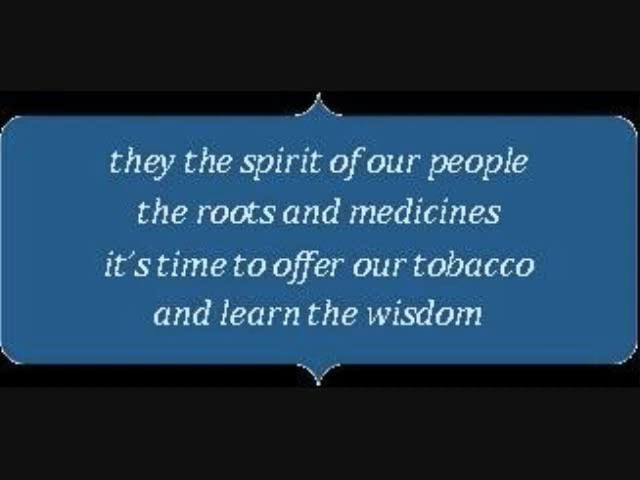 they the spirit of our people
the roots and medicines
it´s time to offer our tobacco
and learn the wisdom